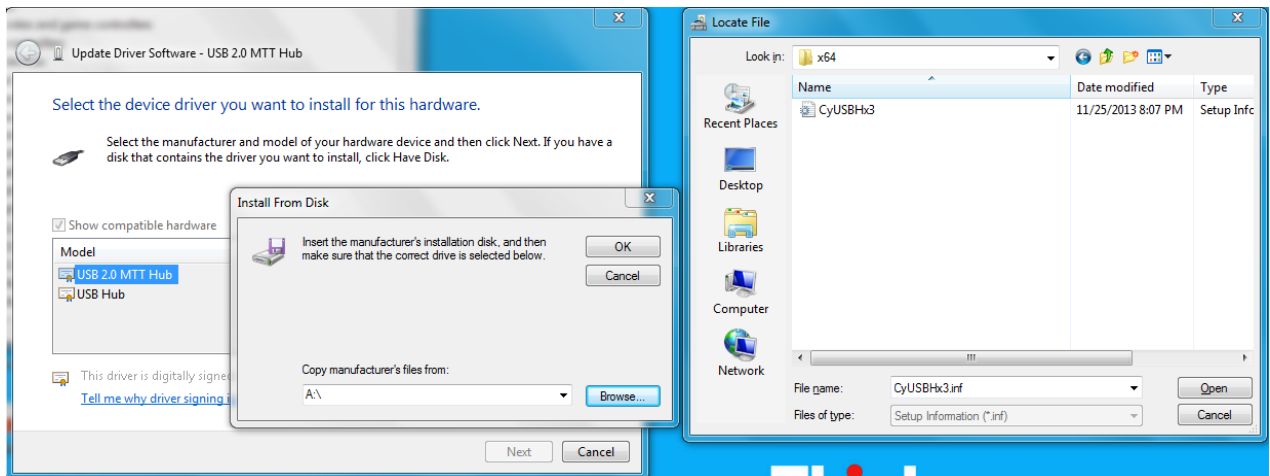 Update Driver Software - USB 2.0 MTT Hub
Select the device driver you want to install for this hardware.
Select the manufacturer and model of your hardware device and then click Next. If you have a
disk that contains the driver you want to install, click Have Disk.
Show compatible hardware
Model
USB 2.0 MTT Hub
USB Hub
This driver is digitally signed
Tell me why driver signing i
Next
Cancel
Install From Disk
Insert the manufacturer's installation disk, and then
make sure that the correct drive is selected below.
OK
Cancel
Copy manufacturer's files from:
A:\
Browse...
Locate File
Look in:
x64
Name
Date modified
Type
CyUSBHx3
11/25/2013 8:07 PM
Setup Infc
Recent Places
Desktop
Libraries
Computer
Network
File name:
CyUSBHx3.inf
Open
Files of type:
Setup Information (*.inf)
Cancel